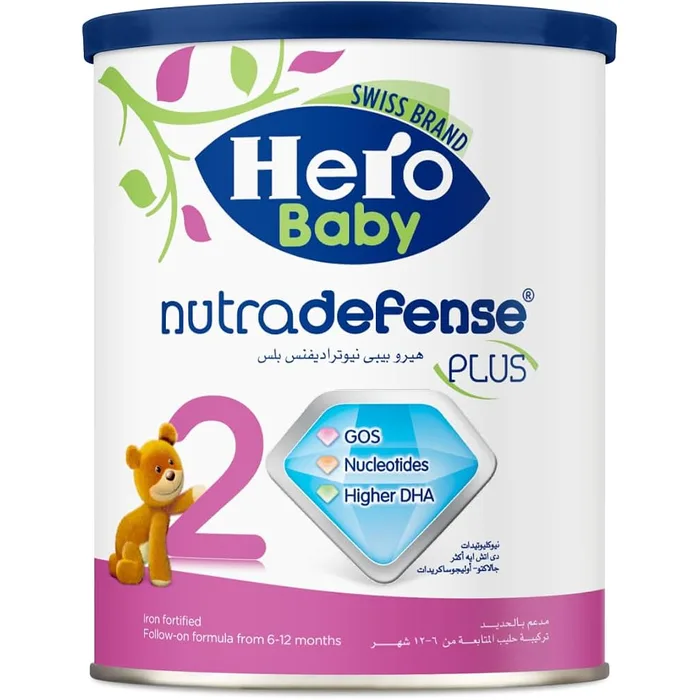 SWISS BRAND
Hero
Baby
nutradefense®
هيرو بيبي نيوتراديفنس بلس
PLUS
2
GOS
Nucleotides
Higher DHA
نيوكليوتيدات
دي اتش ايه أكثر
جالاكتو- أوليجوساكريدات
Iron fortified
Follow-on formula from 6-12 months
مدعم بالحديد
تركيبة حليب المتابعة من ٦-١٢ شهر